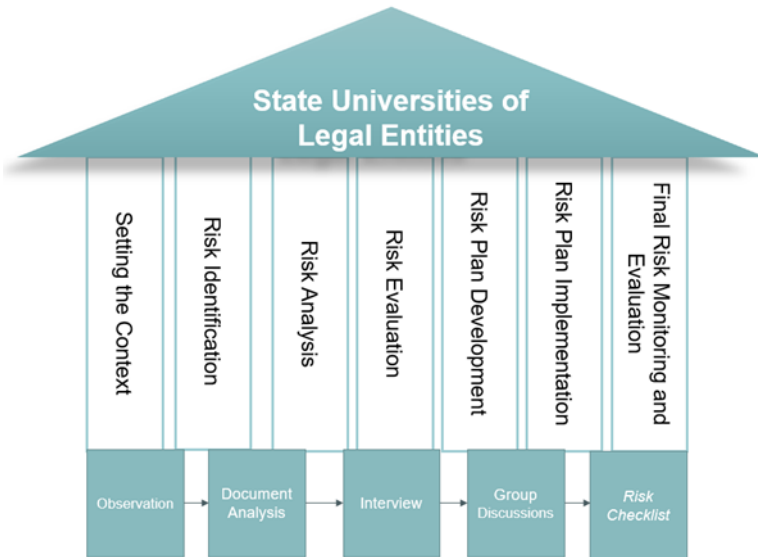 State Universities of
Legal Entities
Setting the Context
Risk Identification
Risk Analysis
Risk Evaluation
Risk Plan Development
Risk Plan Implementation
Final Risk Monitoring and
Evaluation
Observation
Document
Analysis
Interview
Group
Discussions
Risk
Checklist